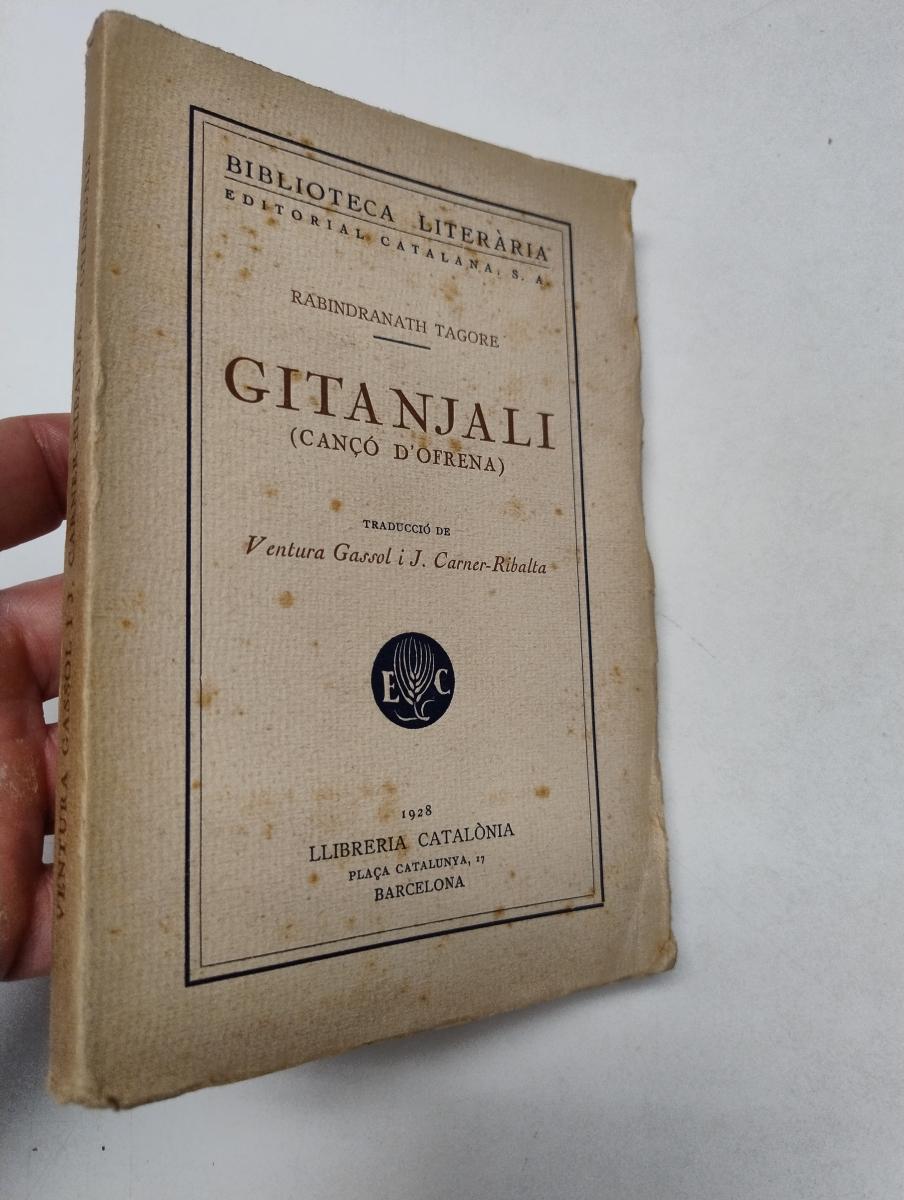 BIBLIOTECA LITERÀRIA
EDITORIAL CATALANA, S. A.
RABINDRANATH TAGORE
GITANJALI
(CANÇÓ D'OFRENA)
TRADUCCIÓ DE
Ventura Gassol i J. Carner-Ribalta
E C
1928
LLIBRERIA CATALÒNIA
PLAÇA CATALUNYA, 17
BARCELONA
VENTURA GASSOL I J. CARNER-RIBALTA